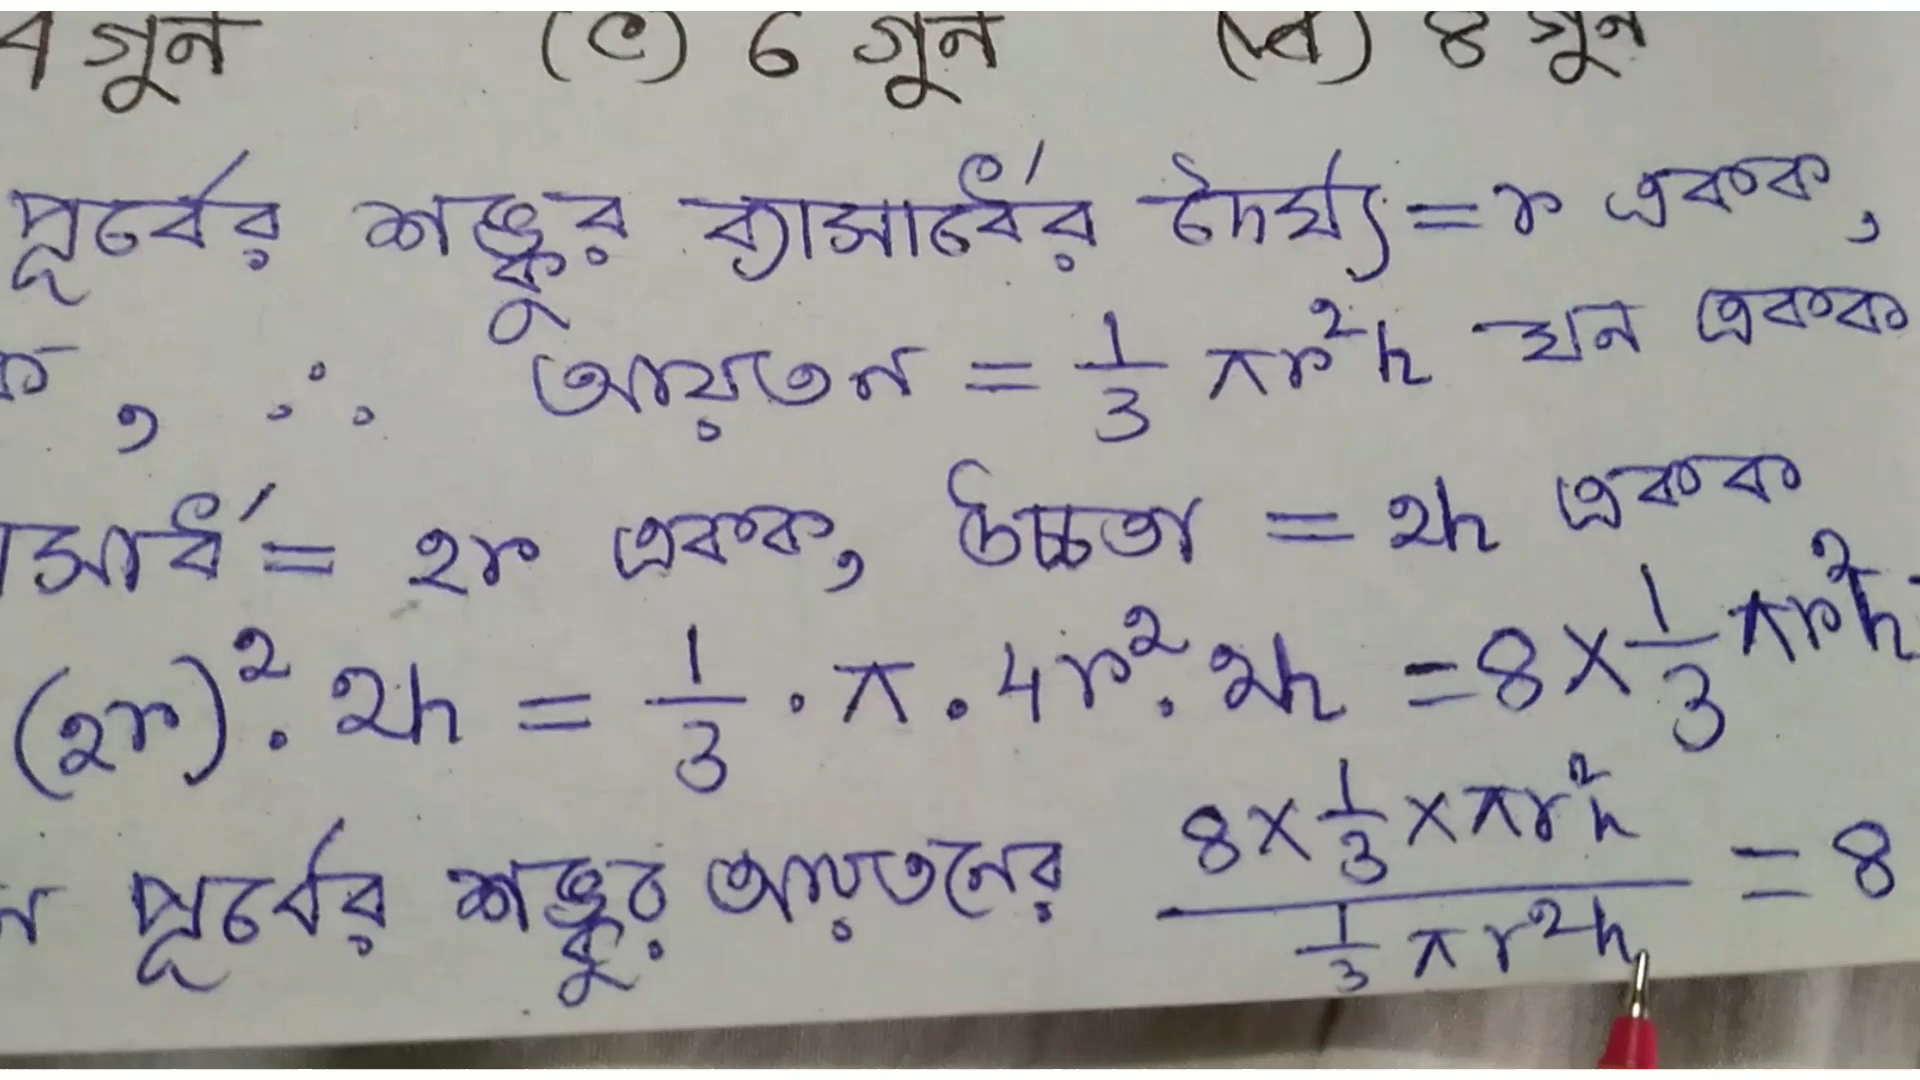 4 গুন (c) 6 গুন (d) 8 গুন
পূর্বের শঙ্কুর ব্যাসার্ধের দৈর্ঘ্য = r একক,
ক, ∴ আয়তন = 1/3 πr²h ঘন একক
াসার্ধ = 2r একক, উচ্চতা = 2h একক
(2r)². 2h = 1/3 . π . 4r². 2h = 8 × 1/3 πr²h
ন পূর্বের শঙ্কুর আয়তনের (8 × 1/3 × πr²h) / (1/3 πr²h) = 8